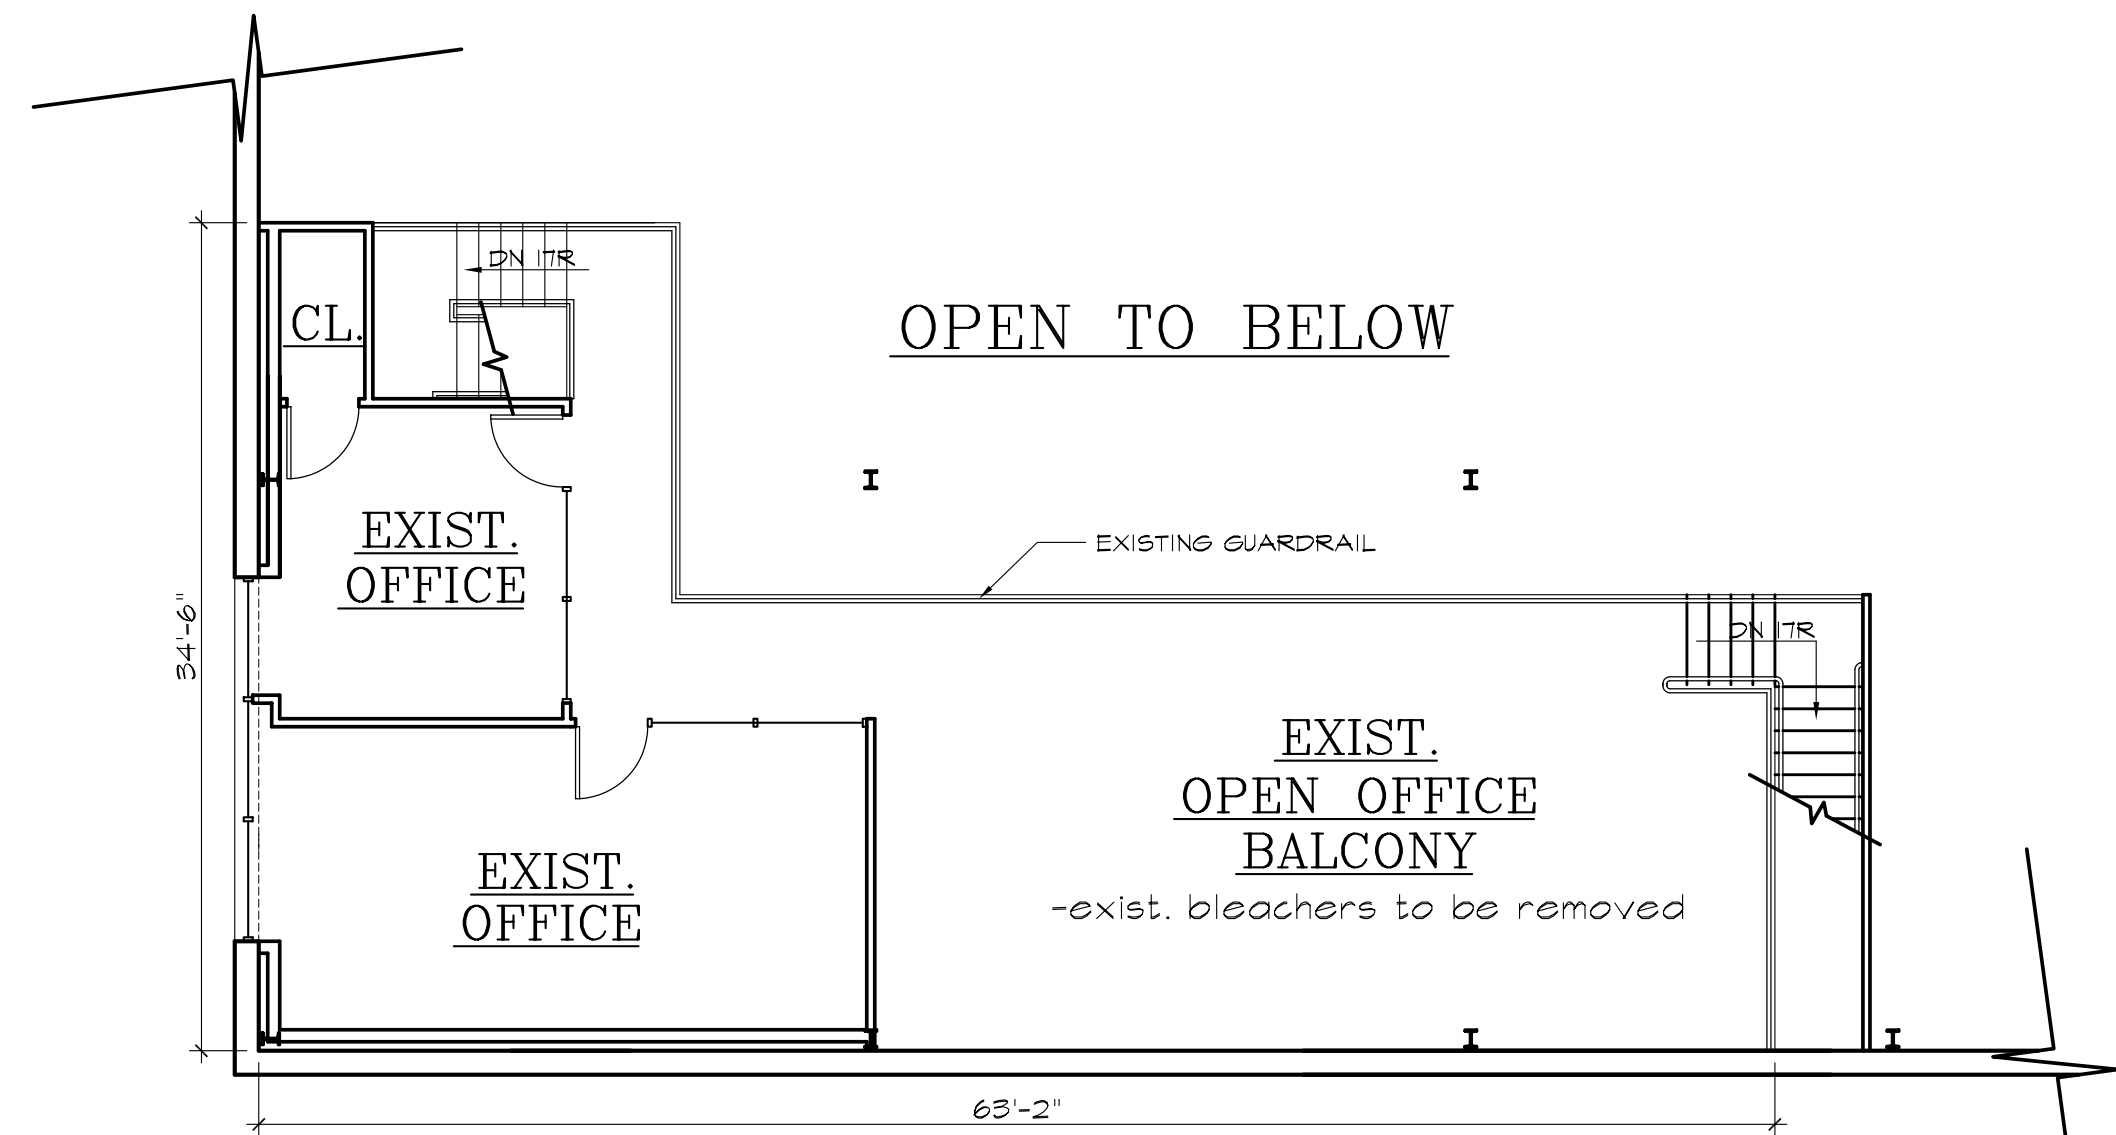 DN 17R
CL.
OPEN TO BELOW
EXIST.
OFFICE
EXISTING GUARDRAIL
34'-6"
DN 17R
EXIST.
OPEN OFFICE
BALCONY
-exist. bleachers to be removed
EXIST.
OFFICE
63'-2"